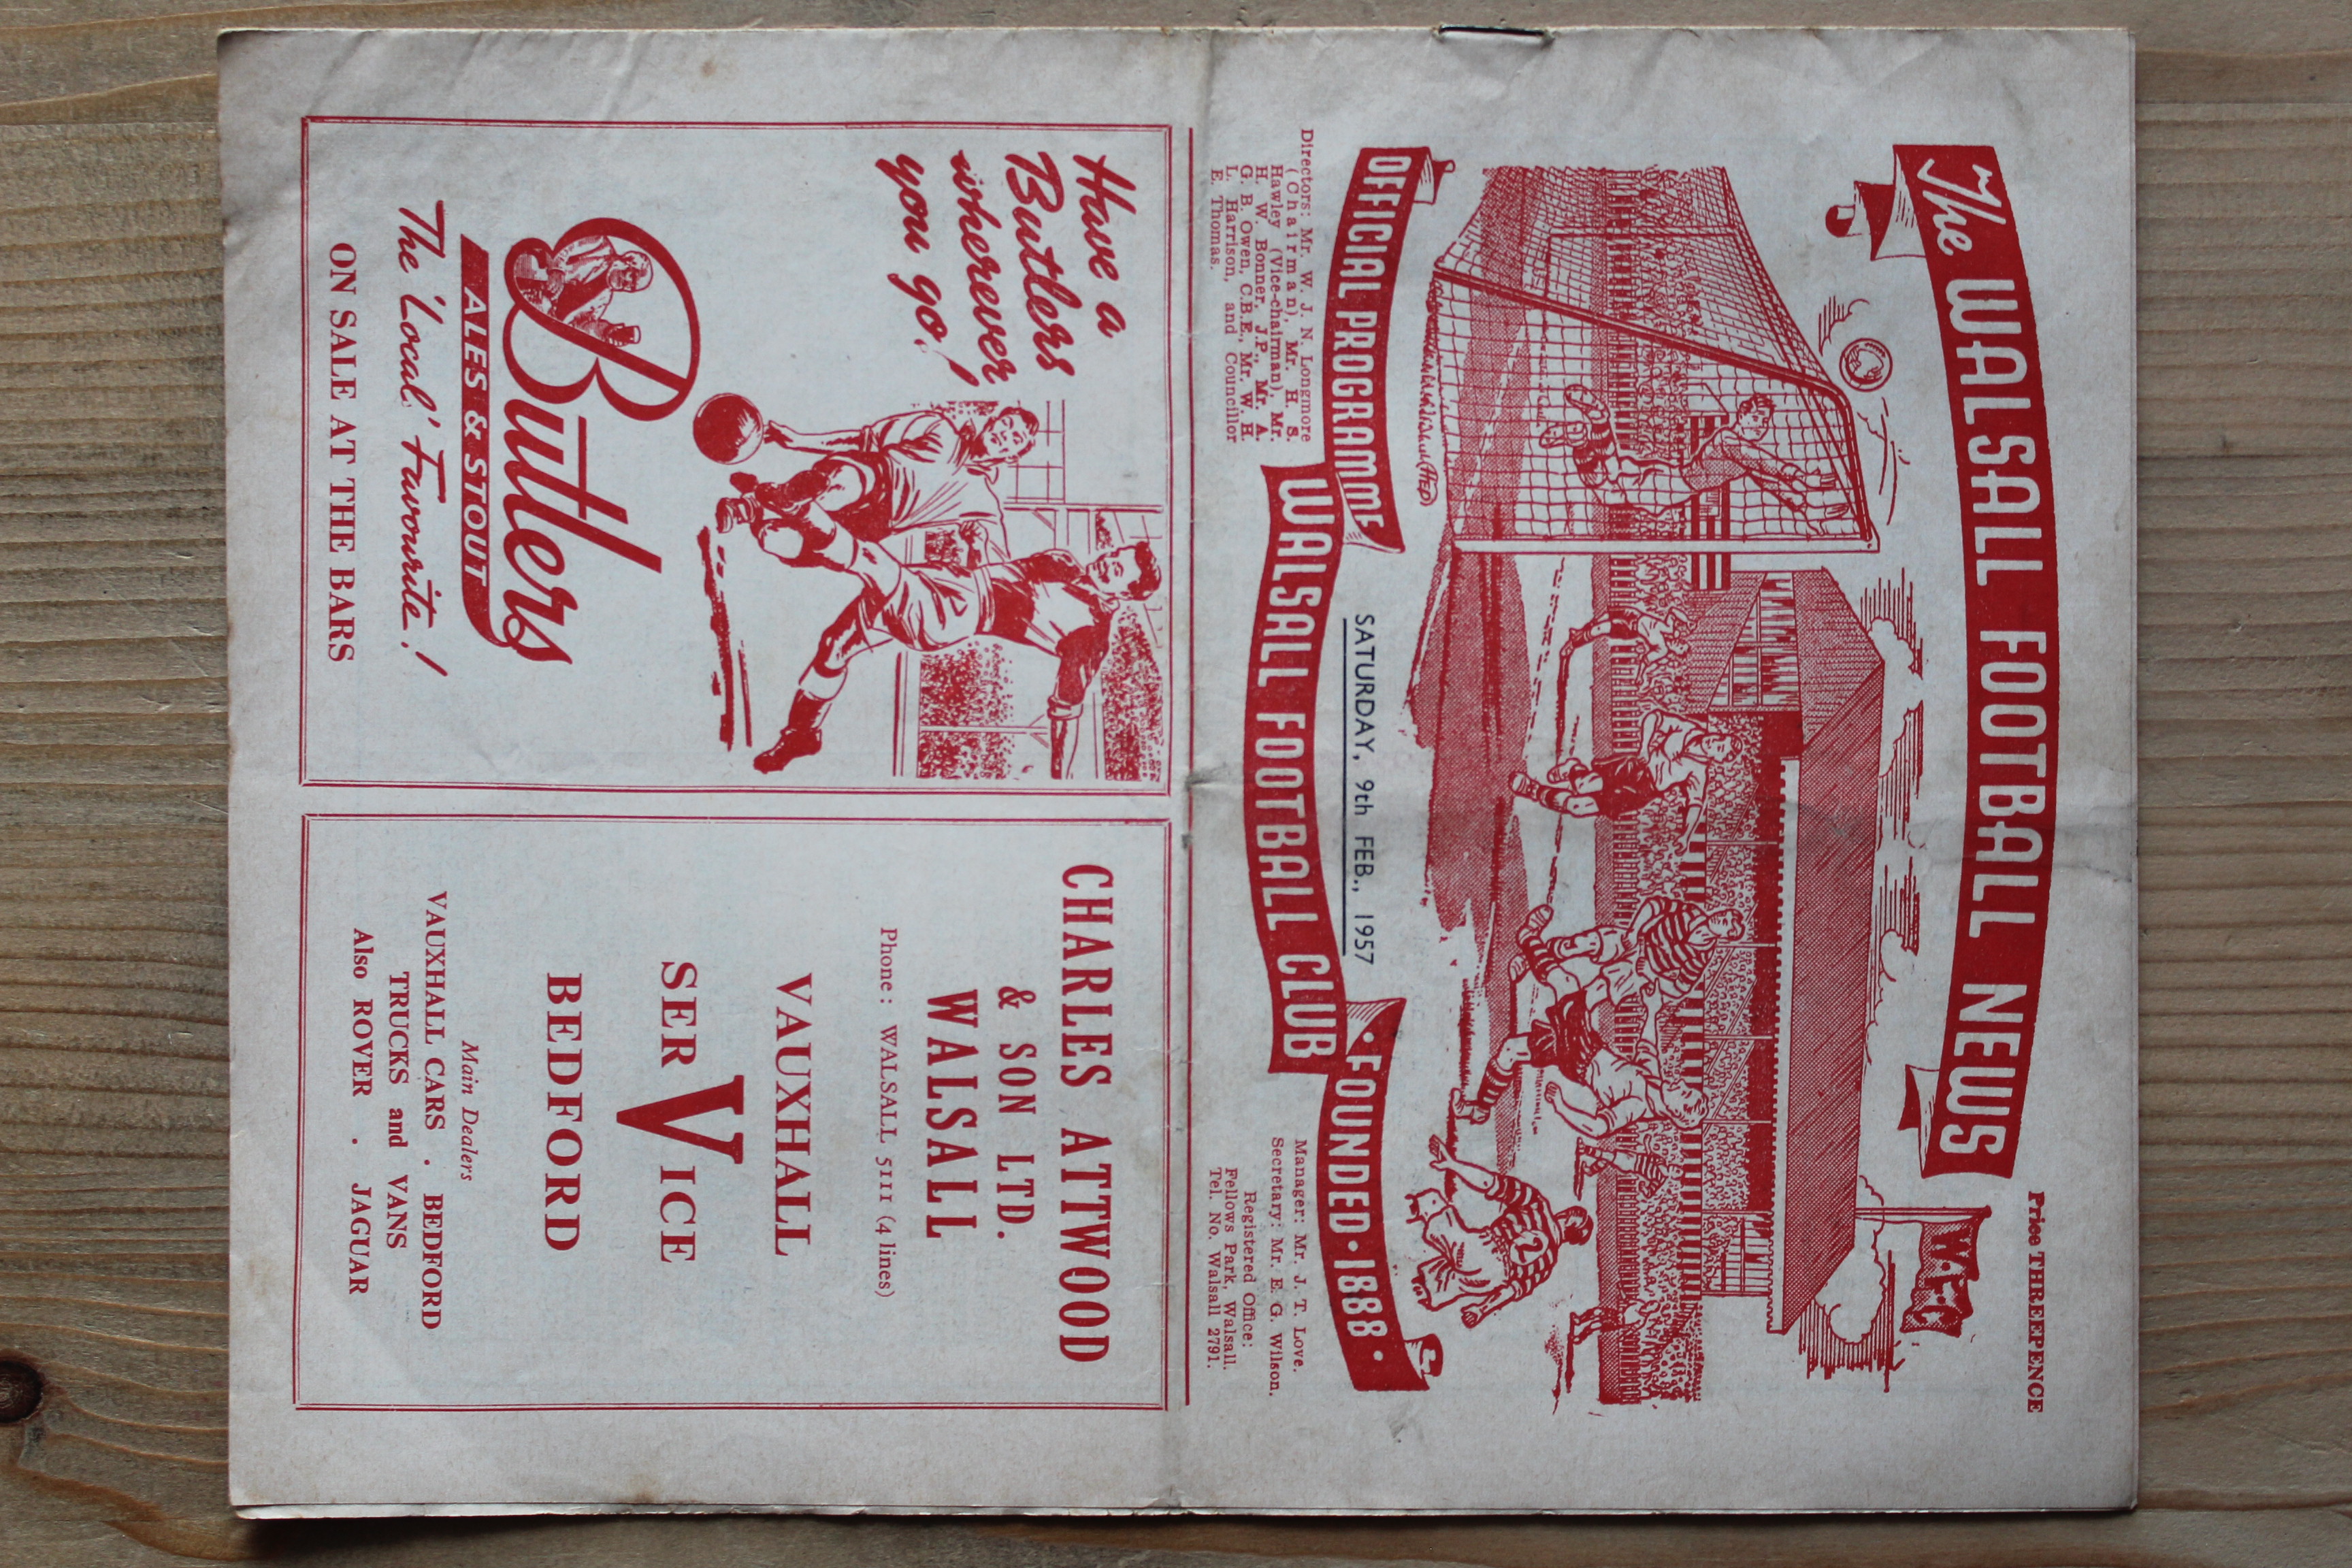 Price THREEPENCE
The WALSALL FOOTBALL NEWS
W.A.F.C
2
OFFICIAL PROGRAMME
SATURDAY, 9th FEB., 1957
WALSALL FOOTBALL CLUB
• FOUNDED • 1888 •
Directors: Mr. W. J. N. Longmore
(Chairman), Mr. H. S.
Hawley (Vice-chairman) Mr.
H. W. Bonner, J.P., Mr. A.
G. B. Owen, C.B.E., Mr. W. H.
L. Harrison, and Councillor
E. Thomas.
Manager: Mr. J. T. Love.
Secretary: Mr. E. G. Wilson.
Registered Office:
Fellows Park, Walsall.
Tel. No. Walsall 2791.
Have a
Butlers
wherever
you go!
Butlers
ALES & STOUT
The 'Local' Favourite!
ON SALE AT THE BARS
CHARLES ATTWOOD
& SON LTD.
WALSALL
Phone: WALSALL 5111 (4 lines)
VAUXHALL
SERVICE
BEDFORD
Main Dealers
VAUXHALL CARS . BEDFORD
TRUCKS and VANS
Also ROVER . JAGUAR